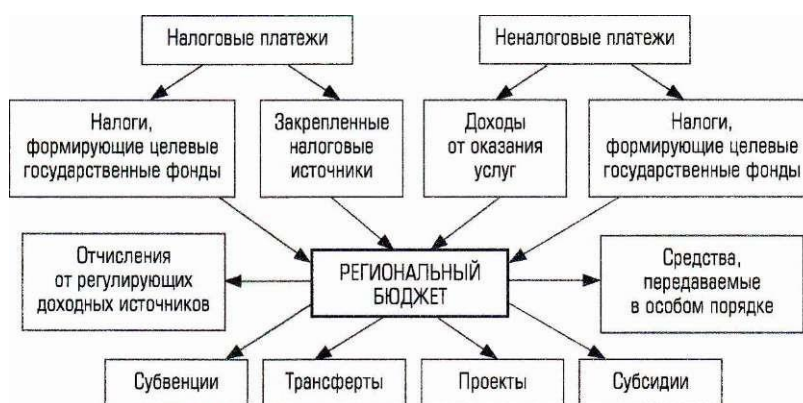 Налоговые платежи
Неналоговые платежи
Налоги,
формирующие целевые
государственные фонды
Закрепленные
налоговые
источники
Доходы
от оказания
услуг
Налоги,
формирующие целевые
государственные фонды
Отчисления
от регулирующих
доходных источников
РЕГИОНАЛЬНЫЙ
БЮДЖЕТ
Средства,
передаваемые
в особом порядке
Субвенции
Трансферты
Проекты
Субсидии